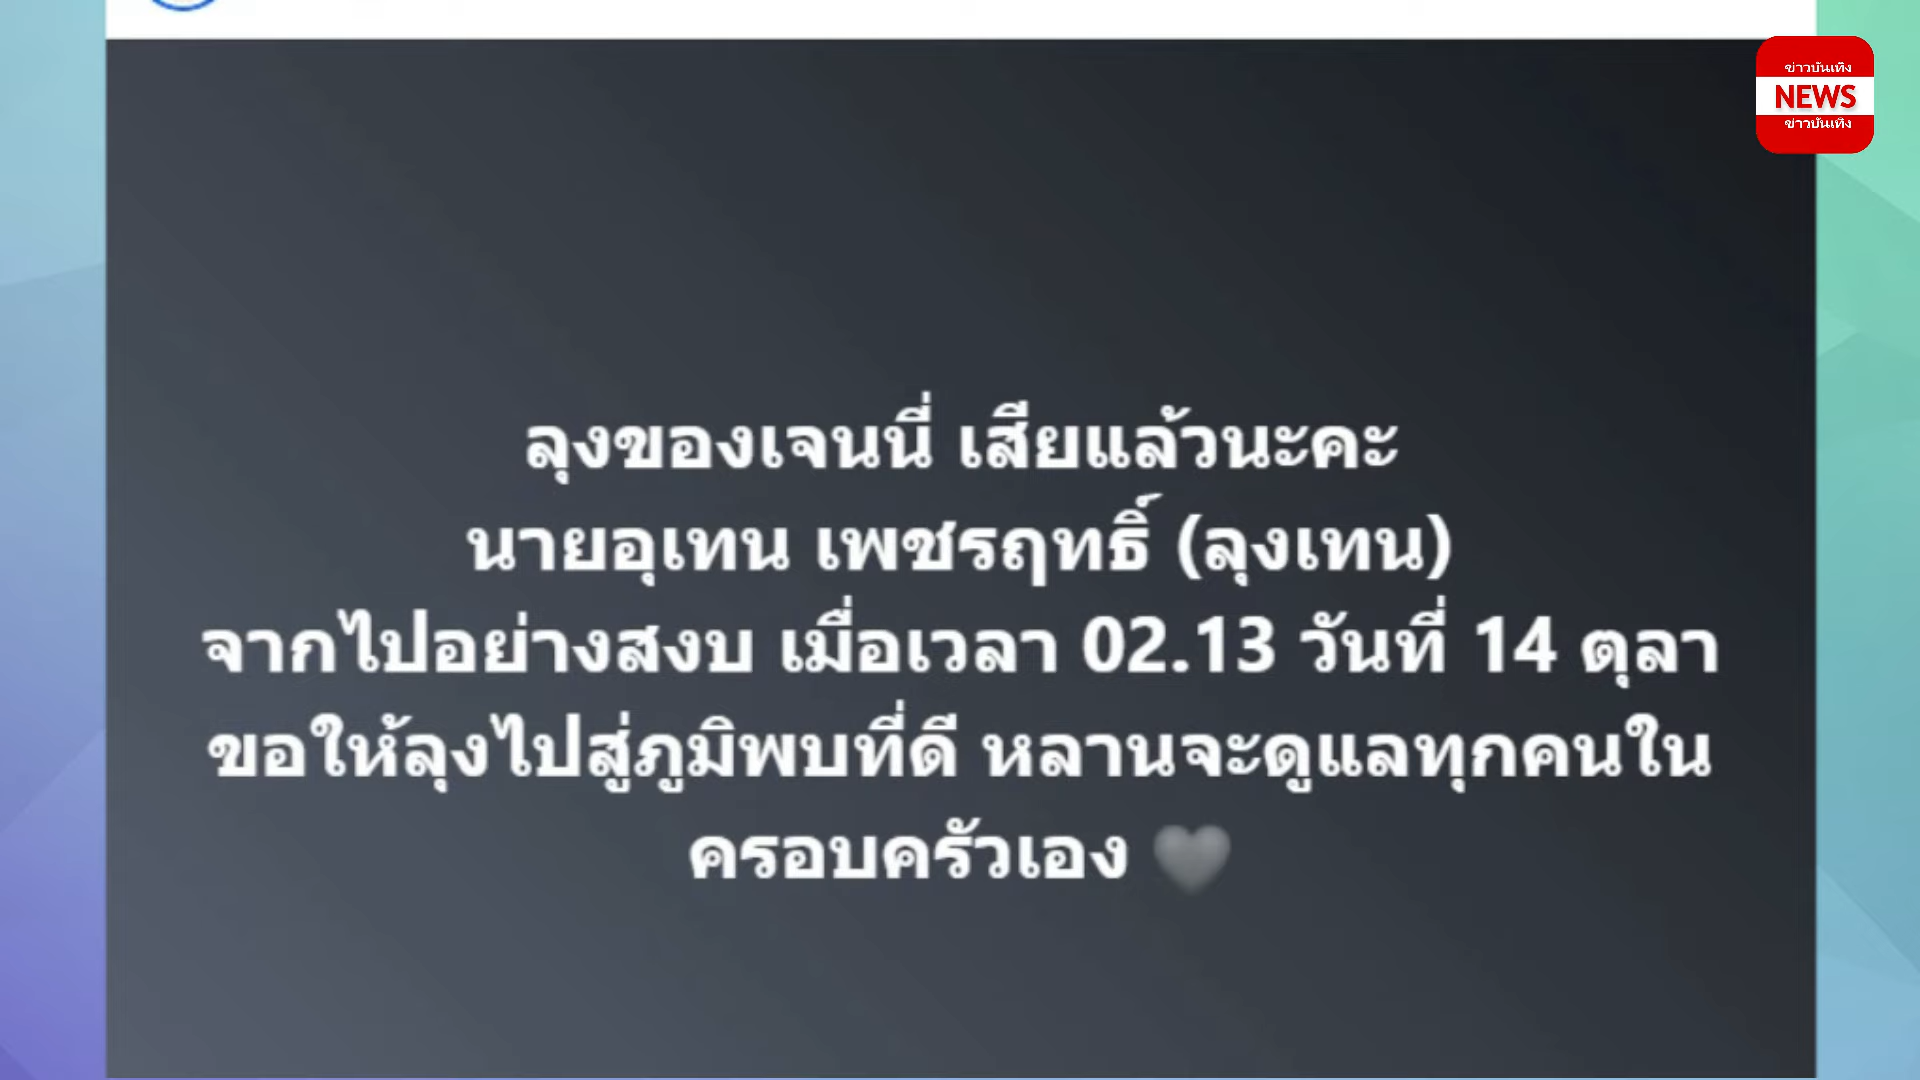 ข่าวบันเทิง
NEWS
ข่าวบันเทิง
ลุงของเจนนี่ เสียแล้วนะคะ
นายอุเทน เพชรฤทธิ์ (ลุงเทน)
จากไปอย่างสงบ เมื่อเวลา 02.13 วันที่ 14 ตุลา
ขอให้ลุงไปสู่ภูมิพบที่ดี หลานจะดูแลทุกคนใน
ครอบครัวเอง 🖤